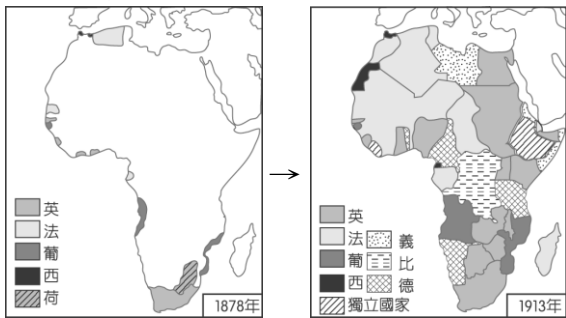 英
法
葡
西
荷
1878年
英
法
葡
西
義
比
德
獨立國家
1913年